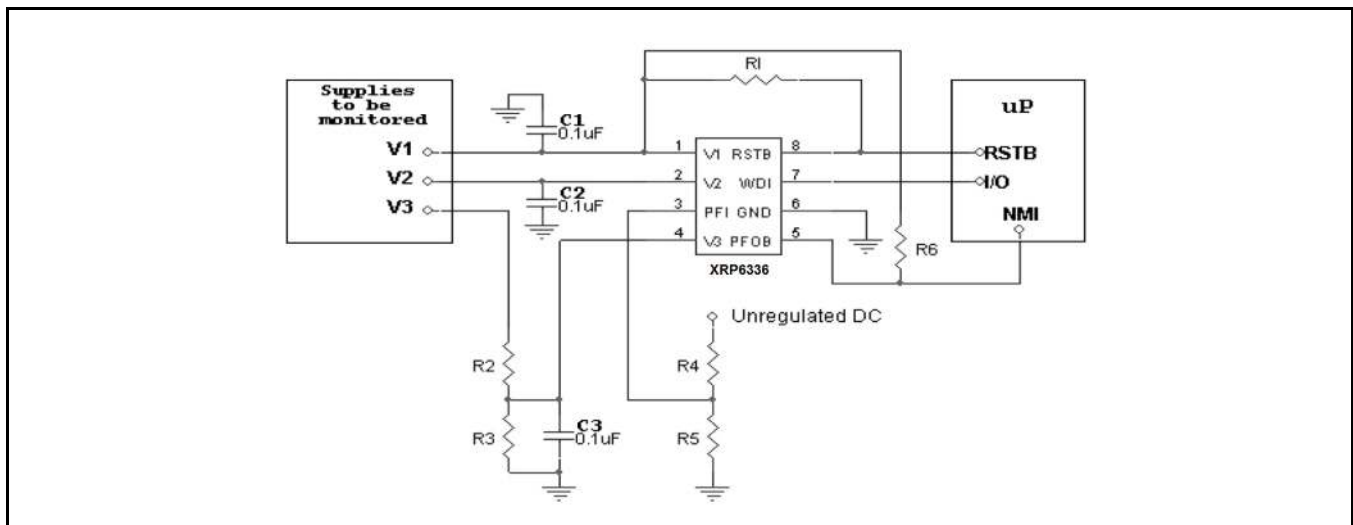 Supplies
to be
monitored
V1
V2
V3
C1
0.1uF
C2
0.1uF
R1
1 V1 RSTB 8
2 V2 WDI 7
3 PFI GND 6
4 V3 PFOB 5
XRP6336
uP
RSTB
I/O
NMI
R6
Unregulated DC
R2
R4
R3
C3
0.1uF
R5